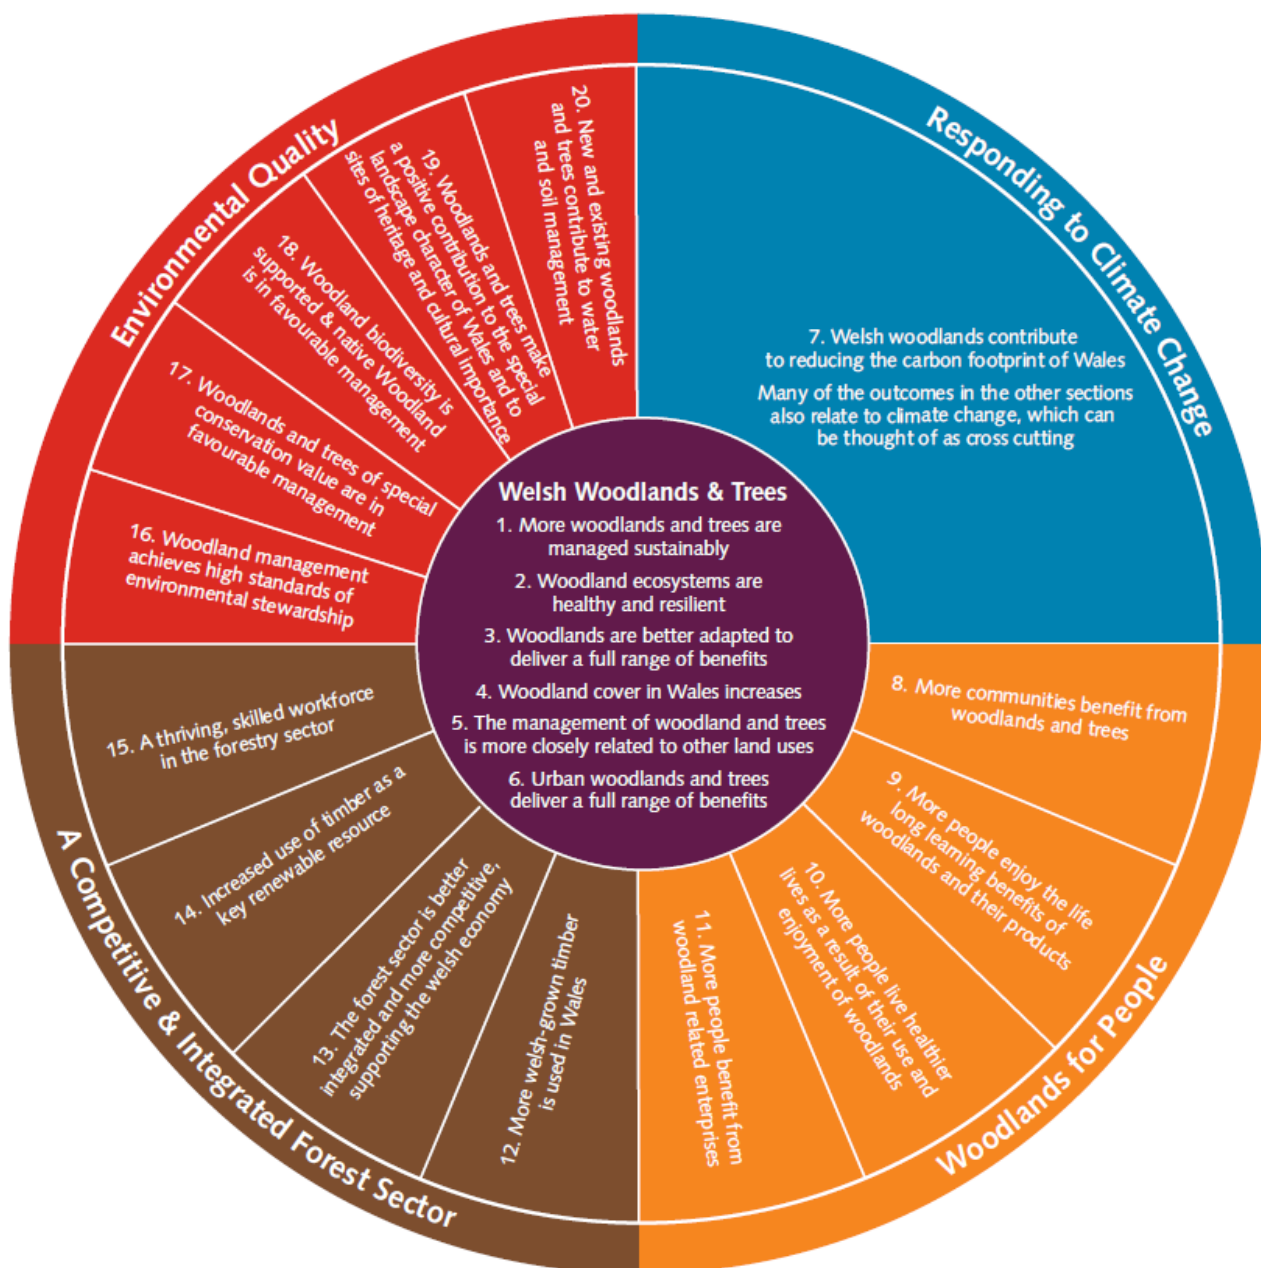 Welsh Woodlands & Trees
1. More woodlands and trees are
managed sustainably
2. Woodland ecosystems are
healthy and resilient
3. Woodlands are better adapted to
deliver a full range of benefits
4. Woodland cover in Wales increases
5. The management of woodland and trees
is more closely related to other land uses
6. Urban woodlands and trees
deliver a full range of benefits
Responding to Climate Change
7. Welsh woodlands contribute
to reducing the carbon footprint of Wales
Many of the outcomes in the other sections
also relate to climate change, which can
be thought of as cross cutting
Woodlands for People
8. More communities benefit from
woodlands and trees
9. More people enjoy the life
long learning benefits of
woodlands and their products
10. More people live healthier
lives as a result of their use and
enjoyment of woodlands
11. More people benefit from
woodland related enterprises
A Competitive & Integrated Forest Sector
12. More welsh-grown timber
is used in Wales
13. The forest sector is better
integrated and more competitive,
supporting the welsh economy
14. Increased use of timber as a
key renewable resource
15. A thriving, skilled workforce
in the forestry sector
Environmental Quality
16. Woodland management
achieves high standards of
environmental stewardship
17. Woodlands and trees of special
conservation value are in
favourable management
18. Woodland biodiversity is
supported & native Woodland
is in favourable management
19. Woodlands and trees make
a positive contribution to the special
landscape character of Wales and to
sites of heritage and cultural importance
20. New and existing woodlands
and trees contribute to water
and soil management